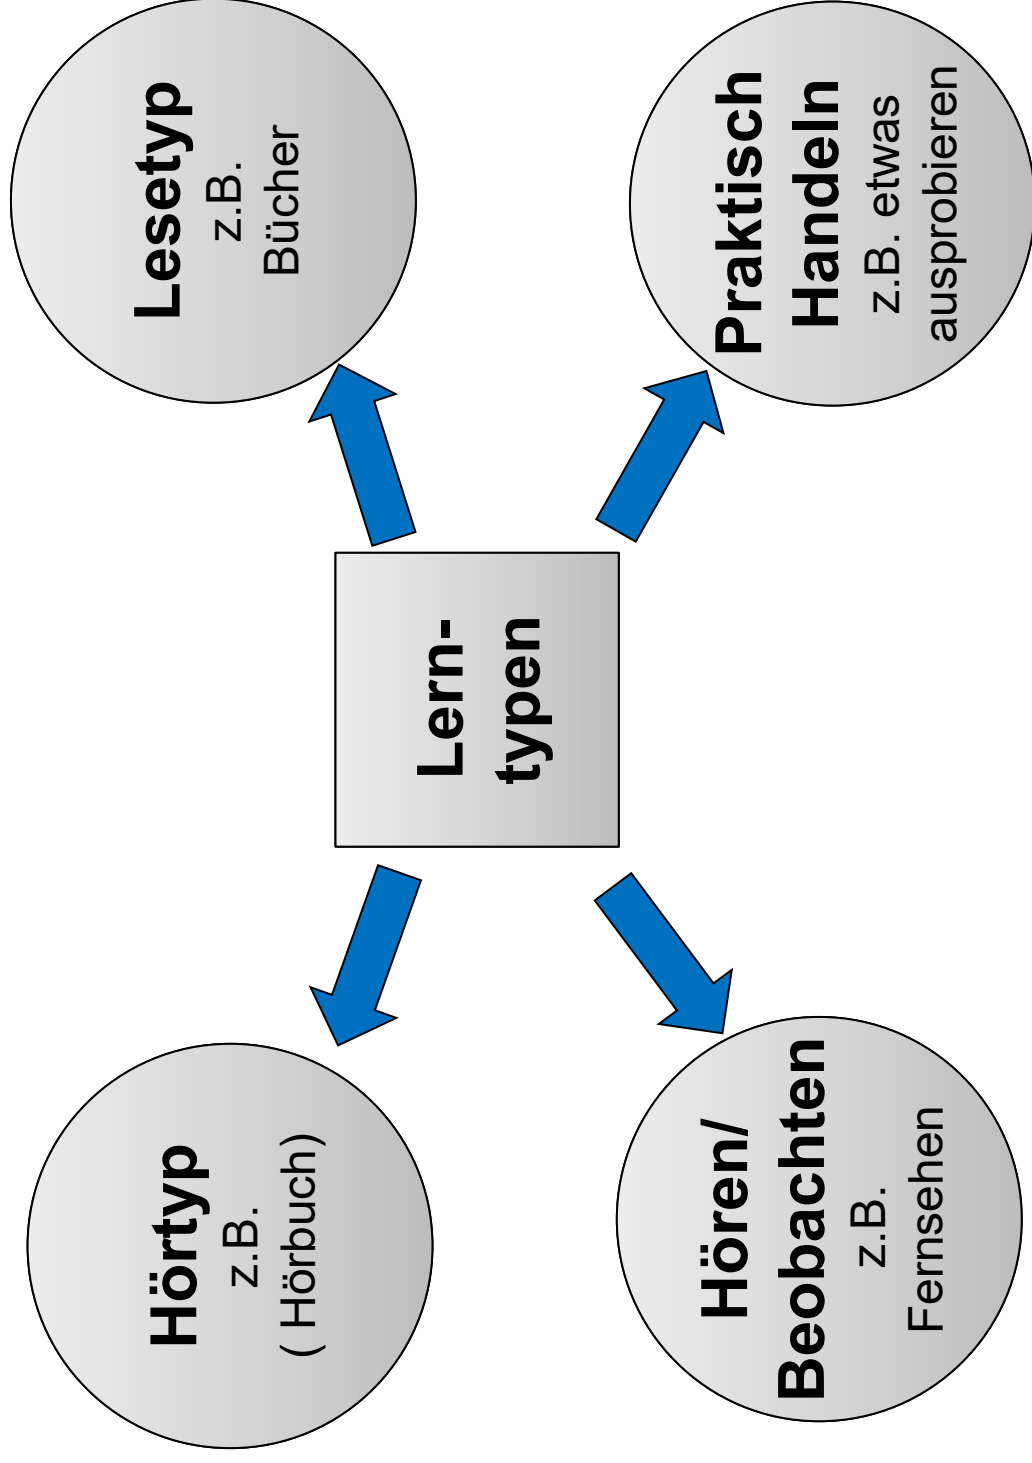 Hörtyp
z.B.
( Hörbuch)
Lesetyp
z.B.
Bücher
Lern-
typen
Hören/
Beobachten
z.B.
Fernsehen
Praktisch
Handeln
z.B. etwas
ausprobieren